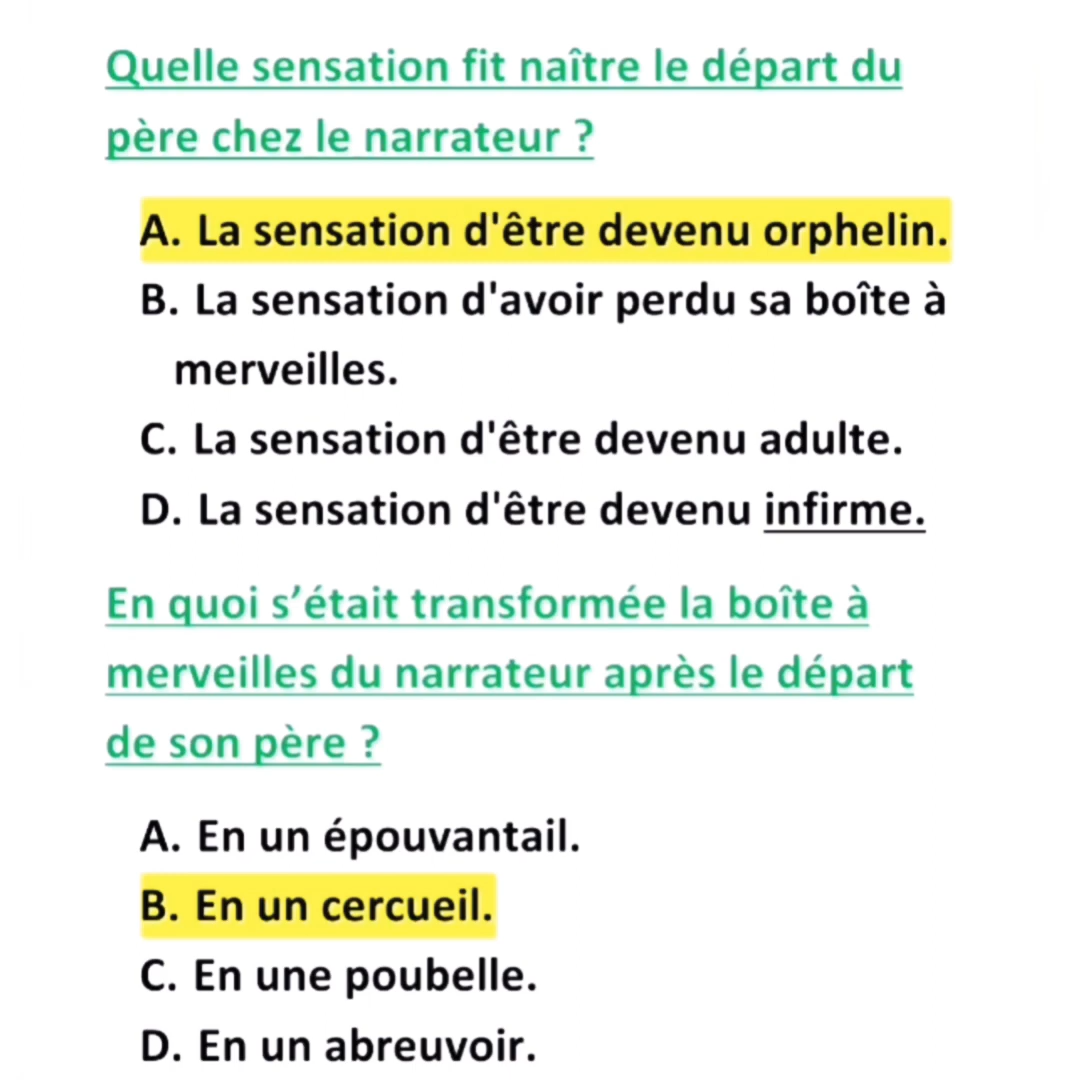 Quelle sensation fit naître le départ du
père chez le narrateur ?
A. La sensation d'être devenu orphelin.
B. La sensation d'avoir perdu sa boîte à
merveilles.
C. La sensation d'être devenu adulte.
D. La sensation d'être devenu infirme.
En quoi s’était transformée la boîte à
merveilles du narrateur après le départ
de son père ?
A. En un épouvantail.
B. En un cercueil.
C. En une poubelle.
D. En un abreuvoir.